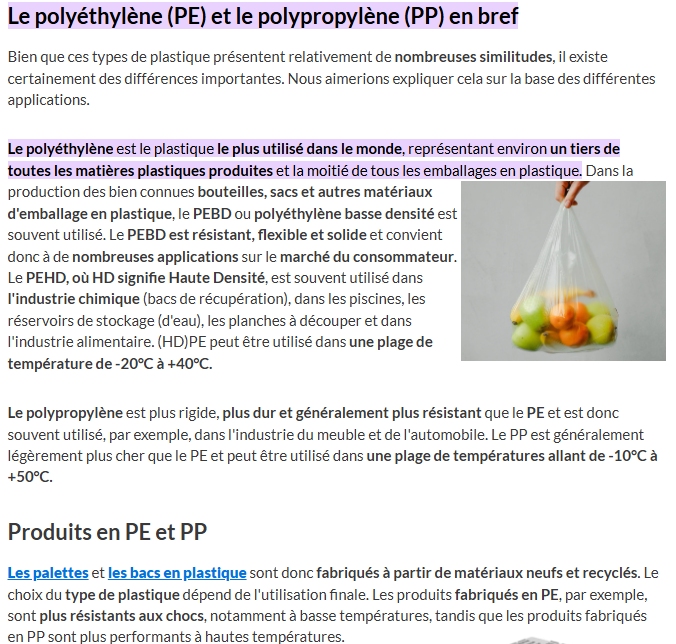 Le polyéthylène (PE) et le polypropylène (PP) en bref
Bien que ces types de plastique présentent relativement de nombreuses similitudes, il existe
certainement des différences importantes. Nous aimerions expliquer cela sur la base des différentes
applications.
Le polyéthylène est le plastique le plus utilisé dans le monde, représentant environ un tiers de
toutes les matières plastiques produites et la moitié de tous les emballages en plastique. Dans la
production des bien connues bouteilles, sacs et autres matériaux
d'emballage en plastique, le PEBD ou polyéthylène basse densité est
souvent utilisé. Le PEBD est résistant, flexible et solide et convient
donc à de nombreuses applications sur le marché du consommateur.
Le PEHD, où HD signifie Haute Densité, est souvent utilisé dans
l'industrie chimique (bacs de récupération), dans les piscines, les
réservoirs de stockage (d'eau), les planches à découper et dans
l'industrie alimentaire. (HD)PE peut être utilisé dans une plage de
température de -20°C à +40°C.
Le polypropylène est plus rigide, plus dur et généralement plus résistant que le PE et est donc
souvent utilisé, par exemple, dans l'industrie du meuble et de l'automobile. Le PP est généralement
légèrement plus cher que le PE et peut être utilisé dans une plage de températures allant de -10°C à
+50°C.
Produits en PE et PP
Les palettes et les bacs en plastique sont donc fabriqués à partir de matériaux neufs et recyclés. Le
choix du type de plastique dépend de l'utilisation finale. Les produits fabriqués en PE, par exemple,
sont plus résistants aux chocs, notamment à basse températures, tandis que les produits fabriqués
en PP sont plus performants à hautes températures.